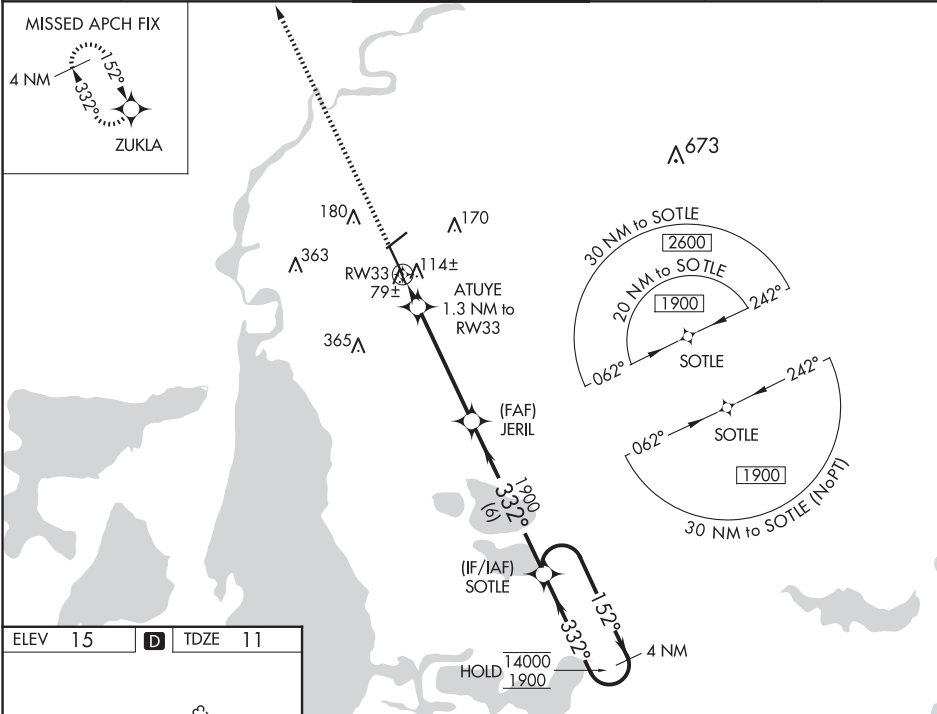 MISSED APCH FIX
4 NM
152°
332°
ZUKLA
673
180
170
363
RW33
114±
79±
ATUYE
1.3 NM to
RW33
365
30 NM to SOTLE
2600
20 NM to SOTLE
1900
242°
062°
SOTLE
242°
062°
SOTLE
1900
30 NM to SOTLE (NoPT)
(FAF)
JERIL
1900
332°
(6)
(IF/IAF)
SOTLE
152°
332°
4 NM
HOLD
14000
1900
ELEV 15
D
TDZE 11